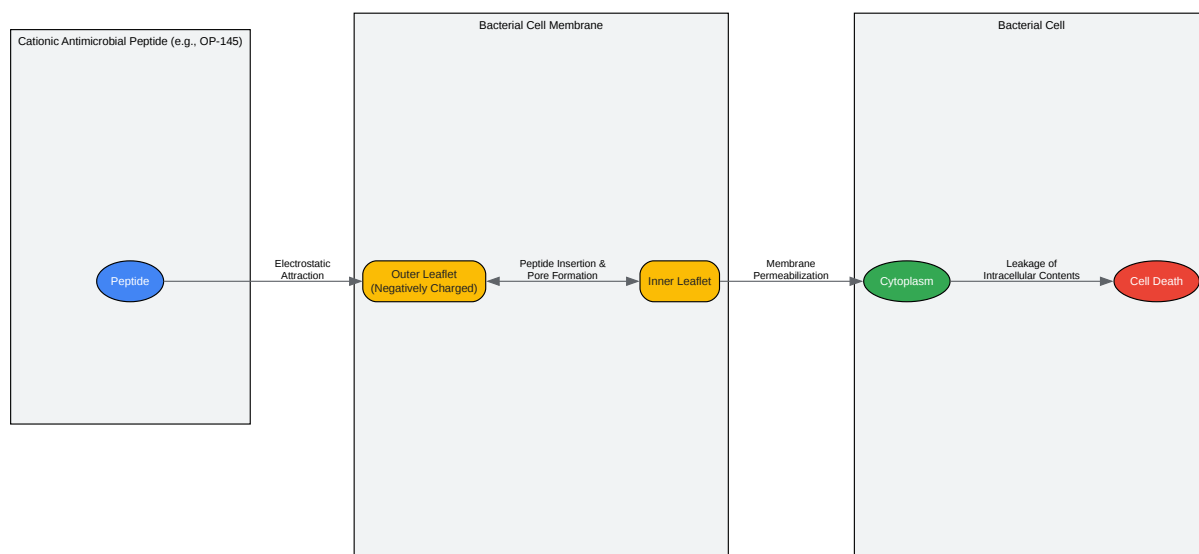 Cationic Antimicrobial Peptide (e.g., OP-145)
Peptide
Electrostatic
Attraction
Bacterial Cell Membrane
Outer Leaflet
(Negatively Charged)
Peptide Insertion &
Pore Formation
Inner Leaflet
Membrane
Permeabilization
Bacterial Cell
Cytoplasm
Leakage of
Intracellular Contents
Cell Death